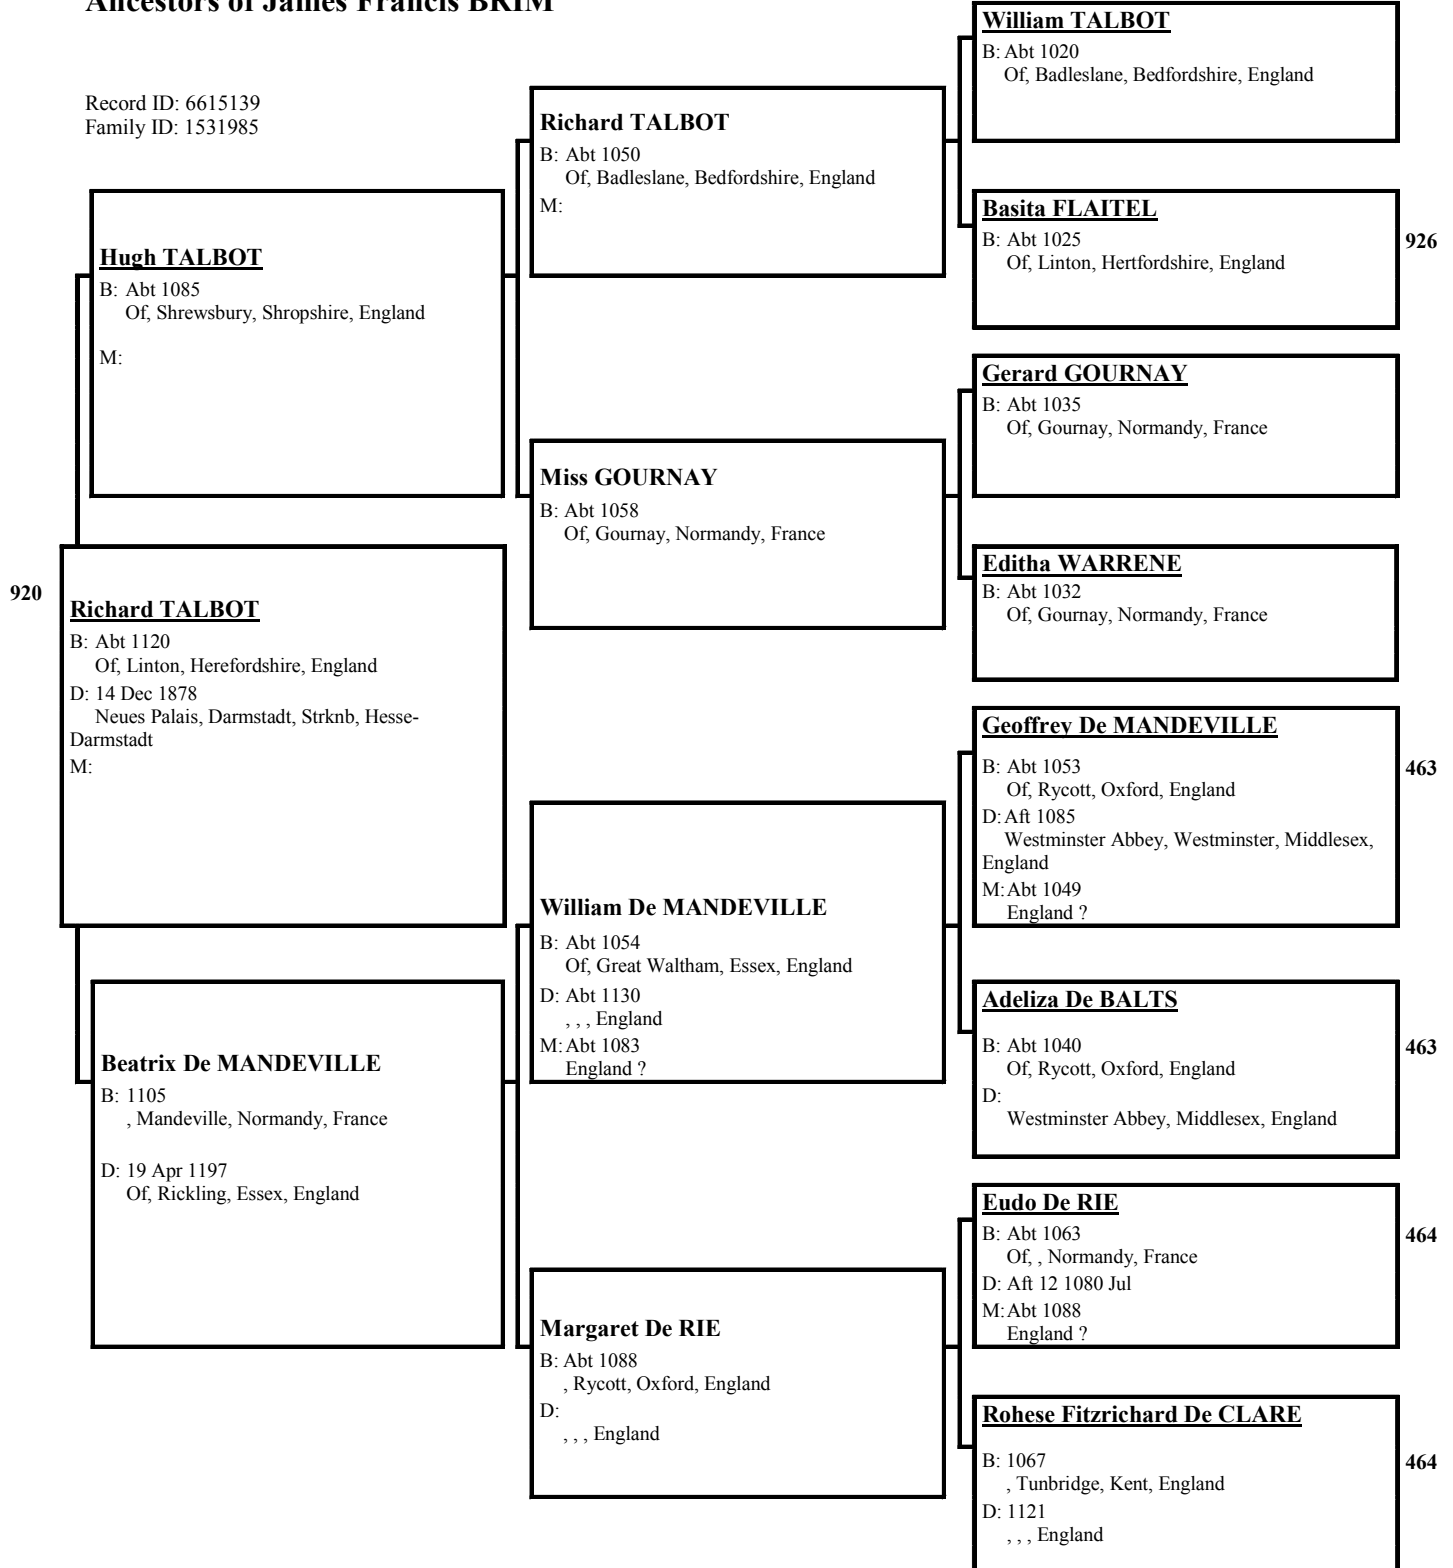 Ancestors of James Francis BRIM
Record ID: 6615139
Family ID: 1531985
920
Richard TALBOT
B: Abt 1120
Of, Linton, Herefordshire, England
D: 14 Dec 1878
Neues Palais, Darmstadt, Strknb, Hesse-
Darmstadt
M:
Hugh TALBOT
B: Abt 1085
Of, Shrewsbury, Shropshire, England
M:
Beatrix De MANDEVILLE
B: 1105
, Mandeville, Normandy, France
D: 19 Apr 1197
Of, Rickling, Essex, England
Richard TALBOT
B: Abt 1050
Of, Badleslane, Bedfordshire, England
M:
Miss GOURNAY
B: Abt 1058
Of, Gournay, Normandy, France
William De MANDEVILLE
B: Abt 1054
Of, Great Waltham, Essex, England
D: Abt 1130
, , , England
M: Abt 1083
England ?
Margaret De RIE
B: Abt 1088
, Rycott, Oxford, England
D:
, , , England
William TALBOT
B: Abt 1020
Of, Badleslane, Bedfordshire, England
Basita FLAITEL
B: Abt 1025
Of, Linton, Hertfordshire, England
926
Gerard GOURNAY
B: Abt 1035
Of, Gournay, Normandy, France
Editha WARRENE
B: Abt 1032
Of, Gournay, Normandy, France
Geoffrey De MANDEVILLE
B: Abt 1053
Of, Rycott, Oxford, England
D: Aft 1085
Westminster Abbey, Westminster, Middlesex,
England
M: Abt 1049
England ?
463
Adeliza De BALTS
B: Abt 1040
Of, Rycott, Oxford, England
D:
Westminster Abbey, Middlesex, England
463
Eudo De RIE
B: Abt 1063
Of, , Normandy, France
D: Aft 12 1080 Jul
M: Abt 1088
England ?
464
Rohese Fitzrichard De CLARE
B: 1067
, Tunbridge, Kent, England
D: 1121
, , , England
464